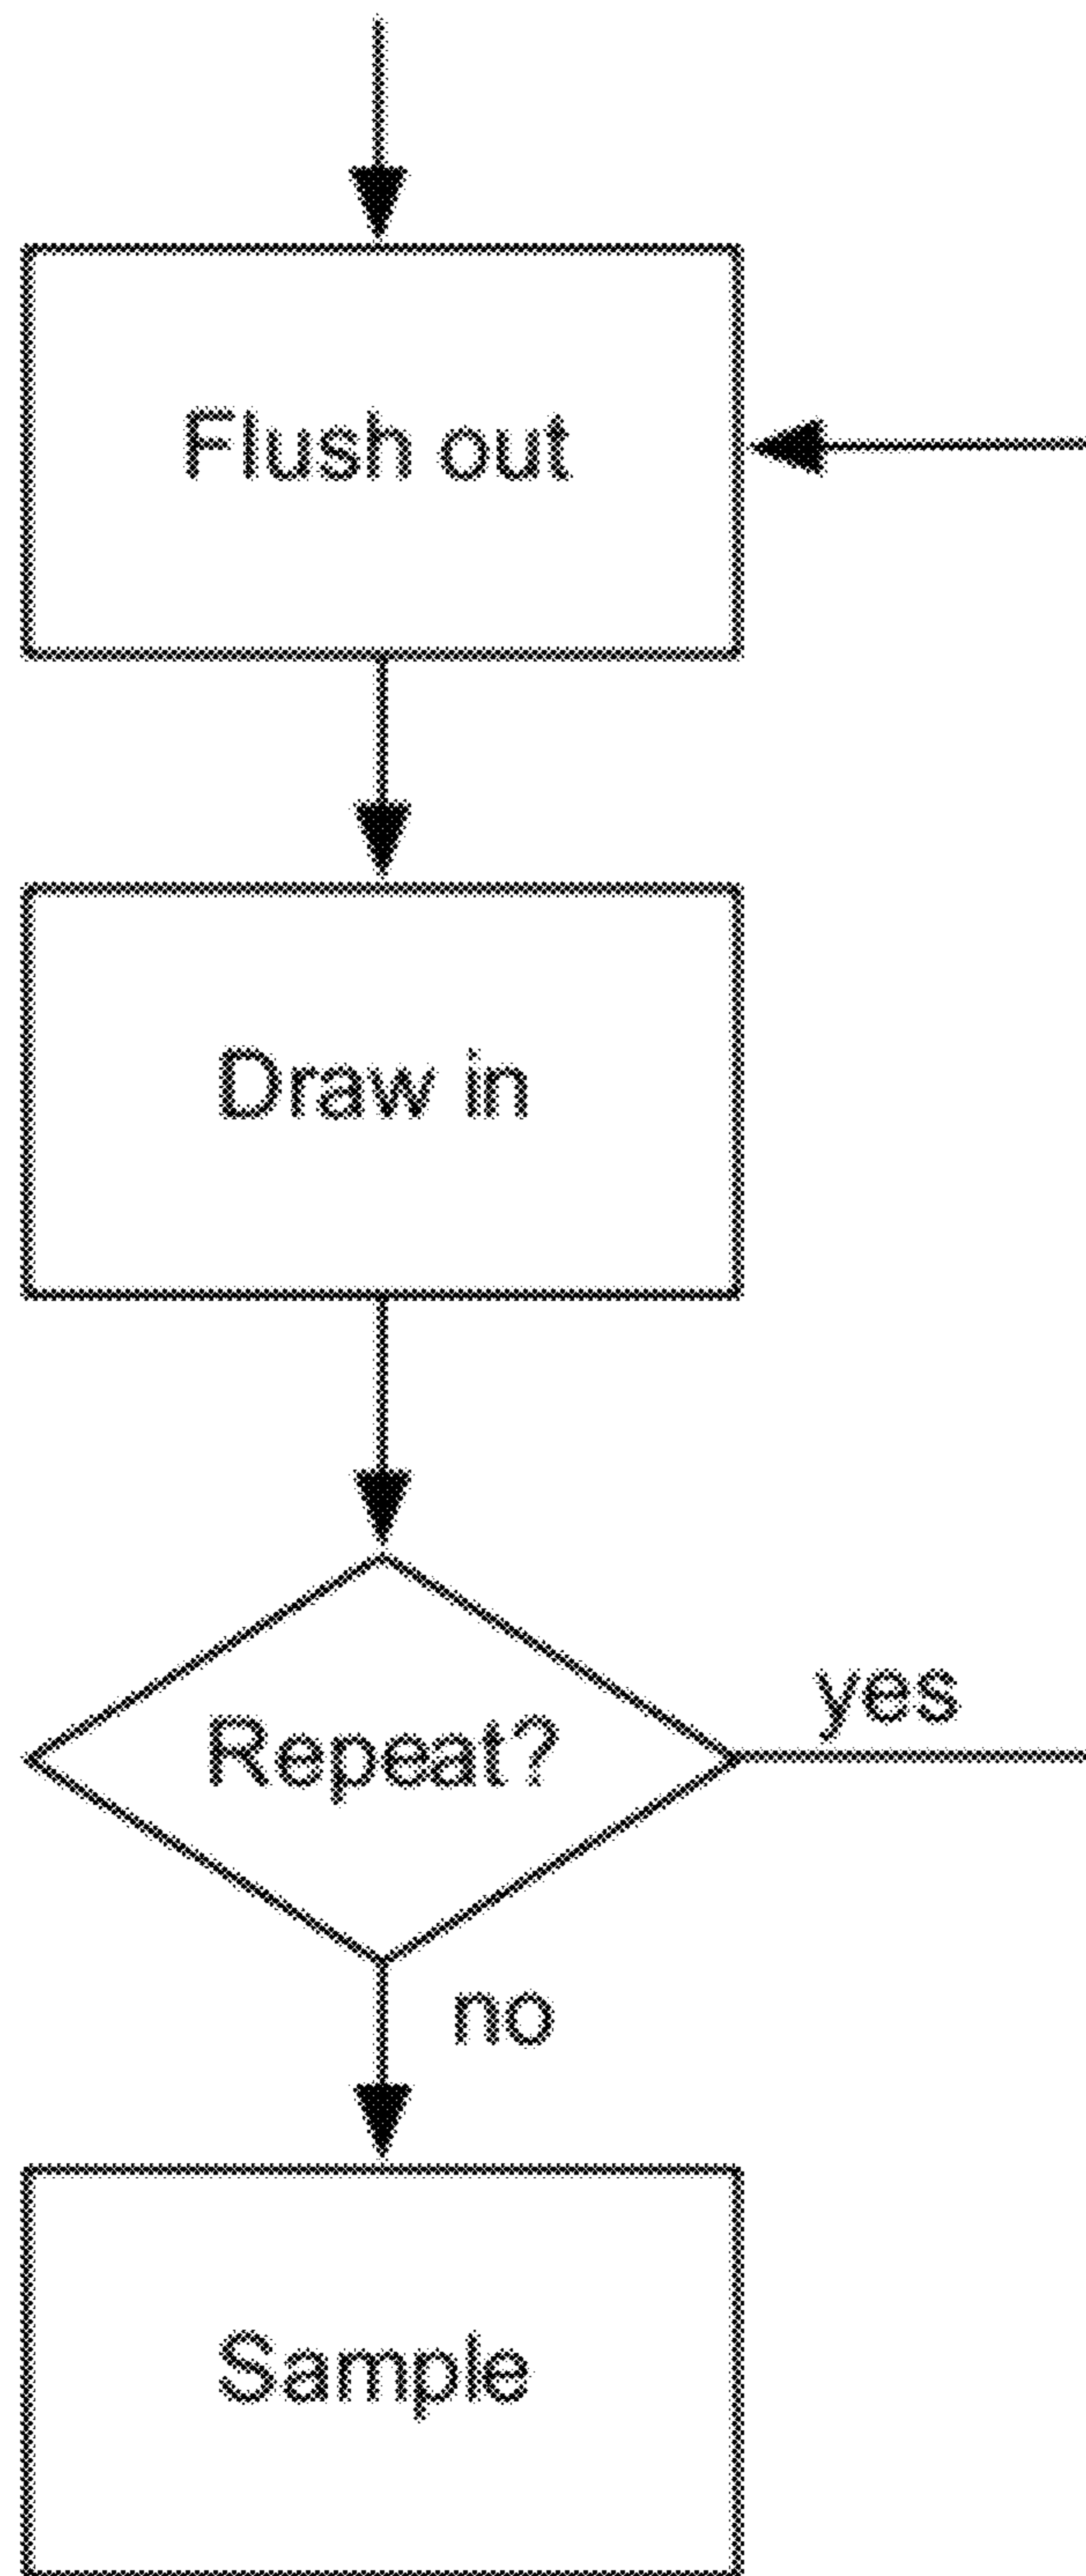 Flush out
Draw in
Repeat?
yes
no
Sample